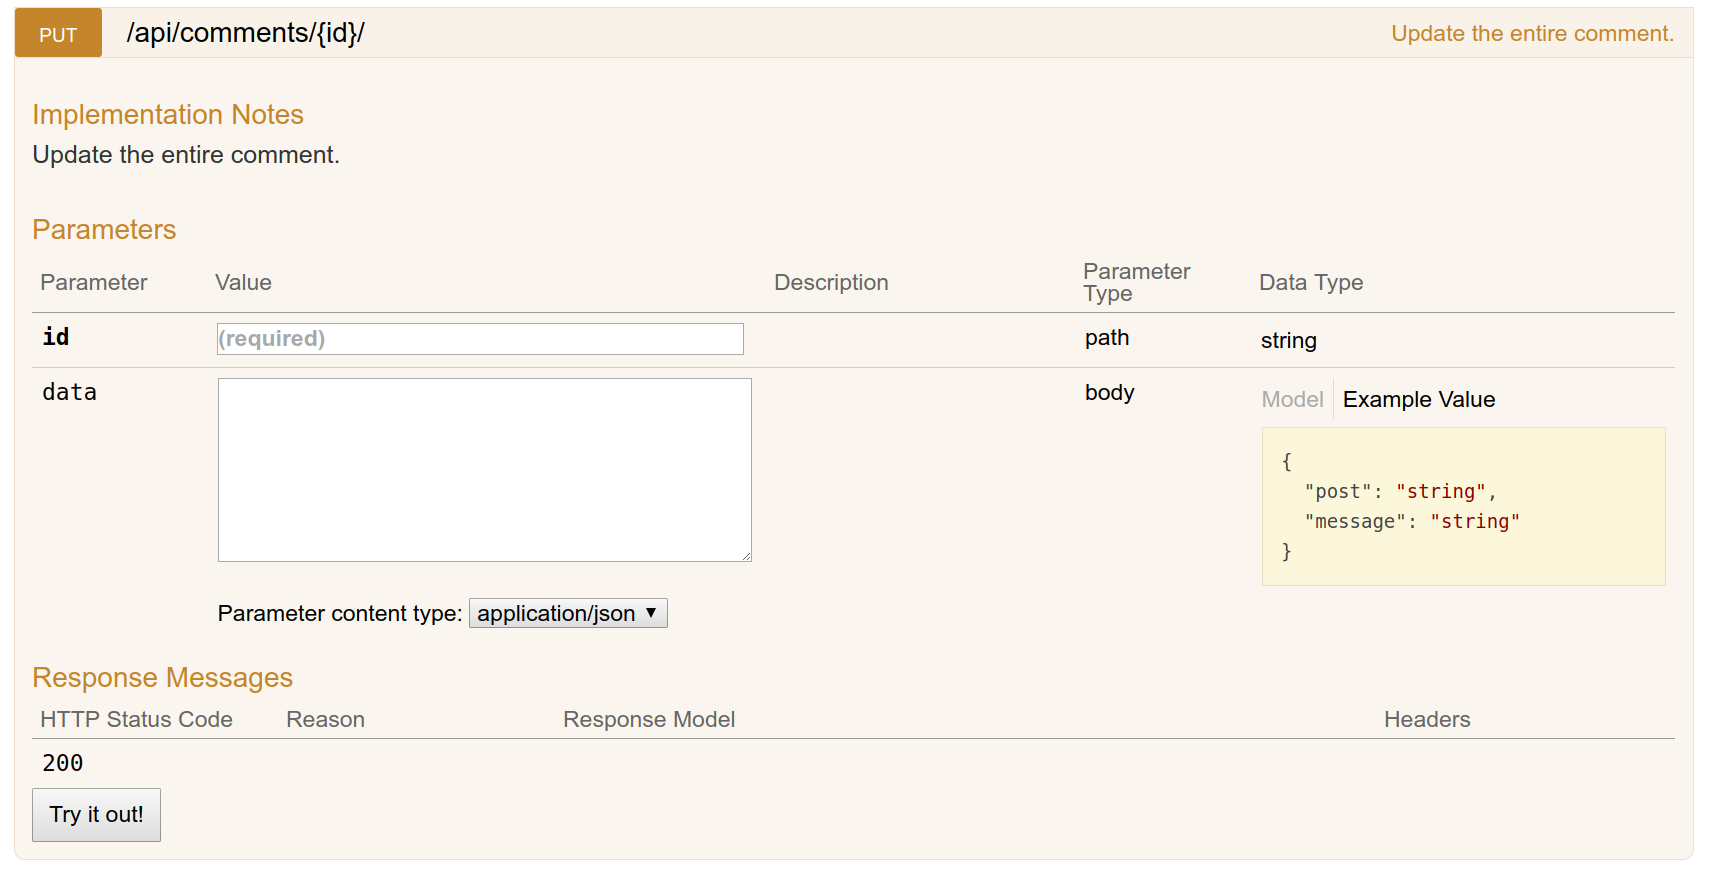 PUT /api/comments/{id}/ Update the entire comment.
Implementation Notes
Update the entire comment.
Parameters
Parameter Value Description Parameter Type Data Type
id (required) path string
data body Model Example Value
{
"post": "string",
"message": "string"
}
Parameter content type: application/json
Response Messages
HTTP Status Code Reason Response Model Headers
200
Try it out!